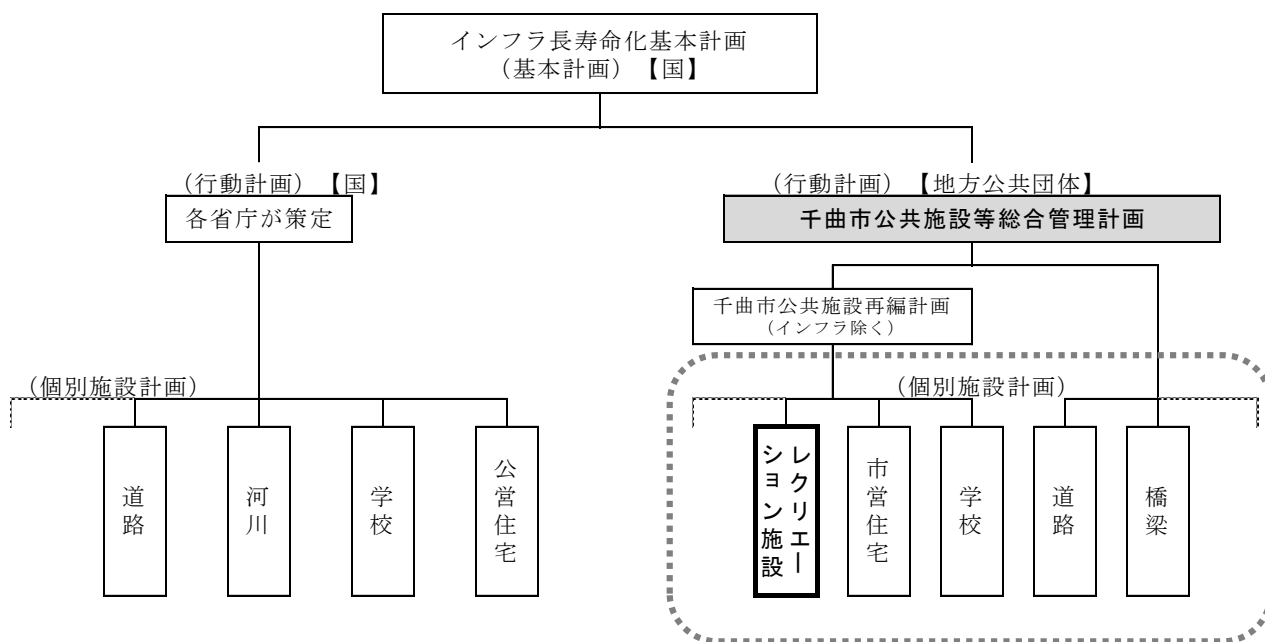 インフラ長寿命化基本計画
（基本計画）【国】
（行動計画）【国】
各省庁が策定
（行動計画）【地方公共団体】
千曲市公共施設等総合管理計画
千曲市公共施設再編計画
（インフラ除く）
（個別施設計画）
道路
河川
学校
公営住宅
（個別施設計画）
レクリエー
ション施設
市営住宅
学校
道路
橋梁